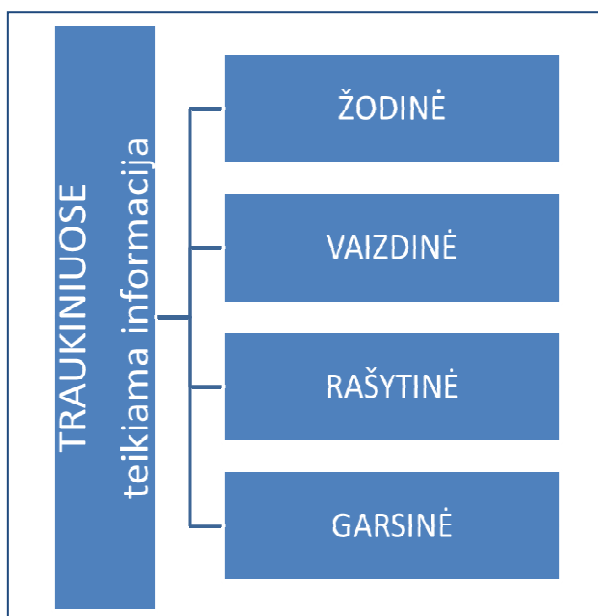 TRAUKINIUOSE
teikiama informacija
ŽODINĖ
VAIZDINĖ
RAŠYTINĖ
GARSINĖ